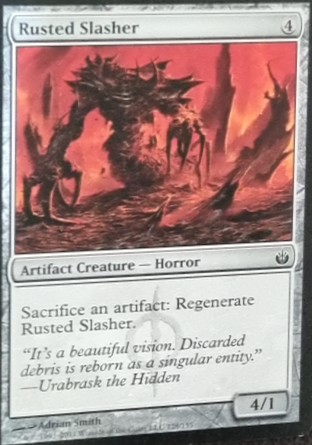 Rusted Slasher 4
Artifact Creature — Horror
Sacrifice an artifact: Regenerate
Rusted Slasher.
"It's a beautiful vision. Discarded
debris is reborn as a singular entity."
—Urabrask the Hidden
4/1
Adrian Smith